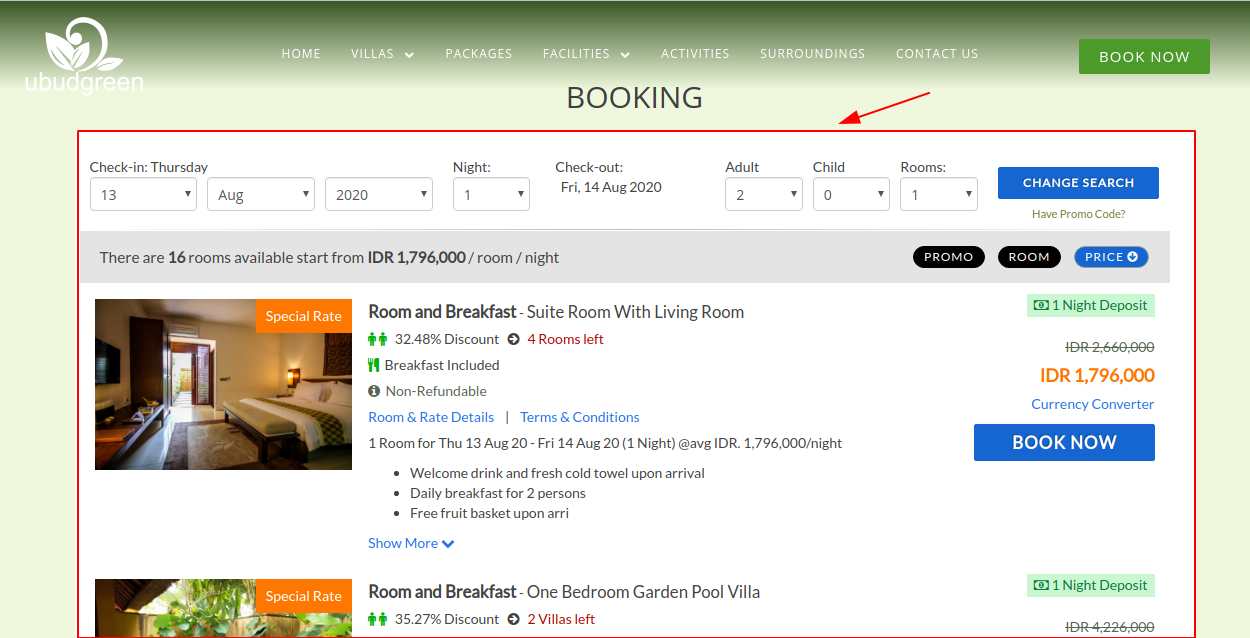 ubudgreen
HOME VILLAS PACKAGES FACILITIES ACTIVITIES SURROUNDINGS CONTACT US
BOOK NOW
BOOKING
Check-in: Thursday Night: Check-out: Adult Child Rooms:
13 Aug 2020 1 Fri, 14 Aug 2020 2 0 1
CHANGE SEARCH
Have Promo Code?
There are 16 rooms available start from IDR 1,796,000 / room / night
PROMO ROOM PRICE
Special Rate
Room and Breakfast - Suite Room With Living Room
32.48% Discount 4 Rooms left
Breakfast Included
Non-Refundable
Room & Rate Details | Terms & Conditions
1 Room for Thu 13 Aug 20 - Fri 14 Aug 20 (1 Night) @avg IDR. 1,796,000/night
• Welcome drink and fresh cold towel upon arrival
• Daily breakfast for 2 persons
• Free fruit basket upon arri
Show More
1 Night Deposit
IDR 2,660,000
IDR 1,796,000
Currency Converter
BOOK NOW
Special Rate
Room and Breakfast - One Bedroom Garden Pool Villa
35.27% Discount 2 Villas left
1 Night Deposit
IDR 4,226,000